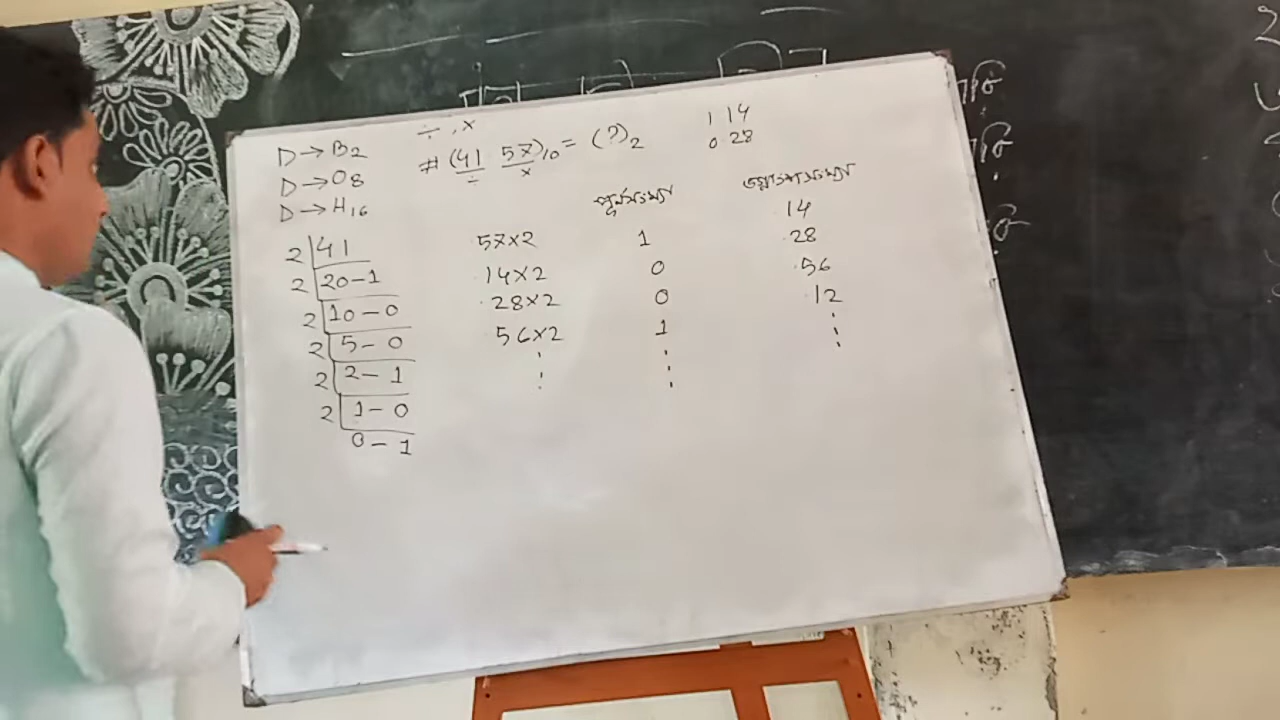 ÷ , x
D→B2
D→O8
D→H16
# (41 . 57)10 = (?)2
÷ x
1 . 14
0 . 28
পূর্ণসংখ্যা ভগ্নাংশসংখ্যা
.14
2 | 41 .57x2 1 .28
2 | 20 - 1 .14x2 0 .56
2 | 10 - 0 .28x2 0 .12
2 | 5 - 0 .56x2 1
2 | 2 - 1
2 | 1 - 0
0 - 1